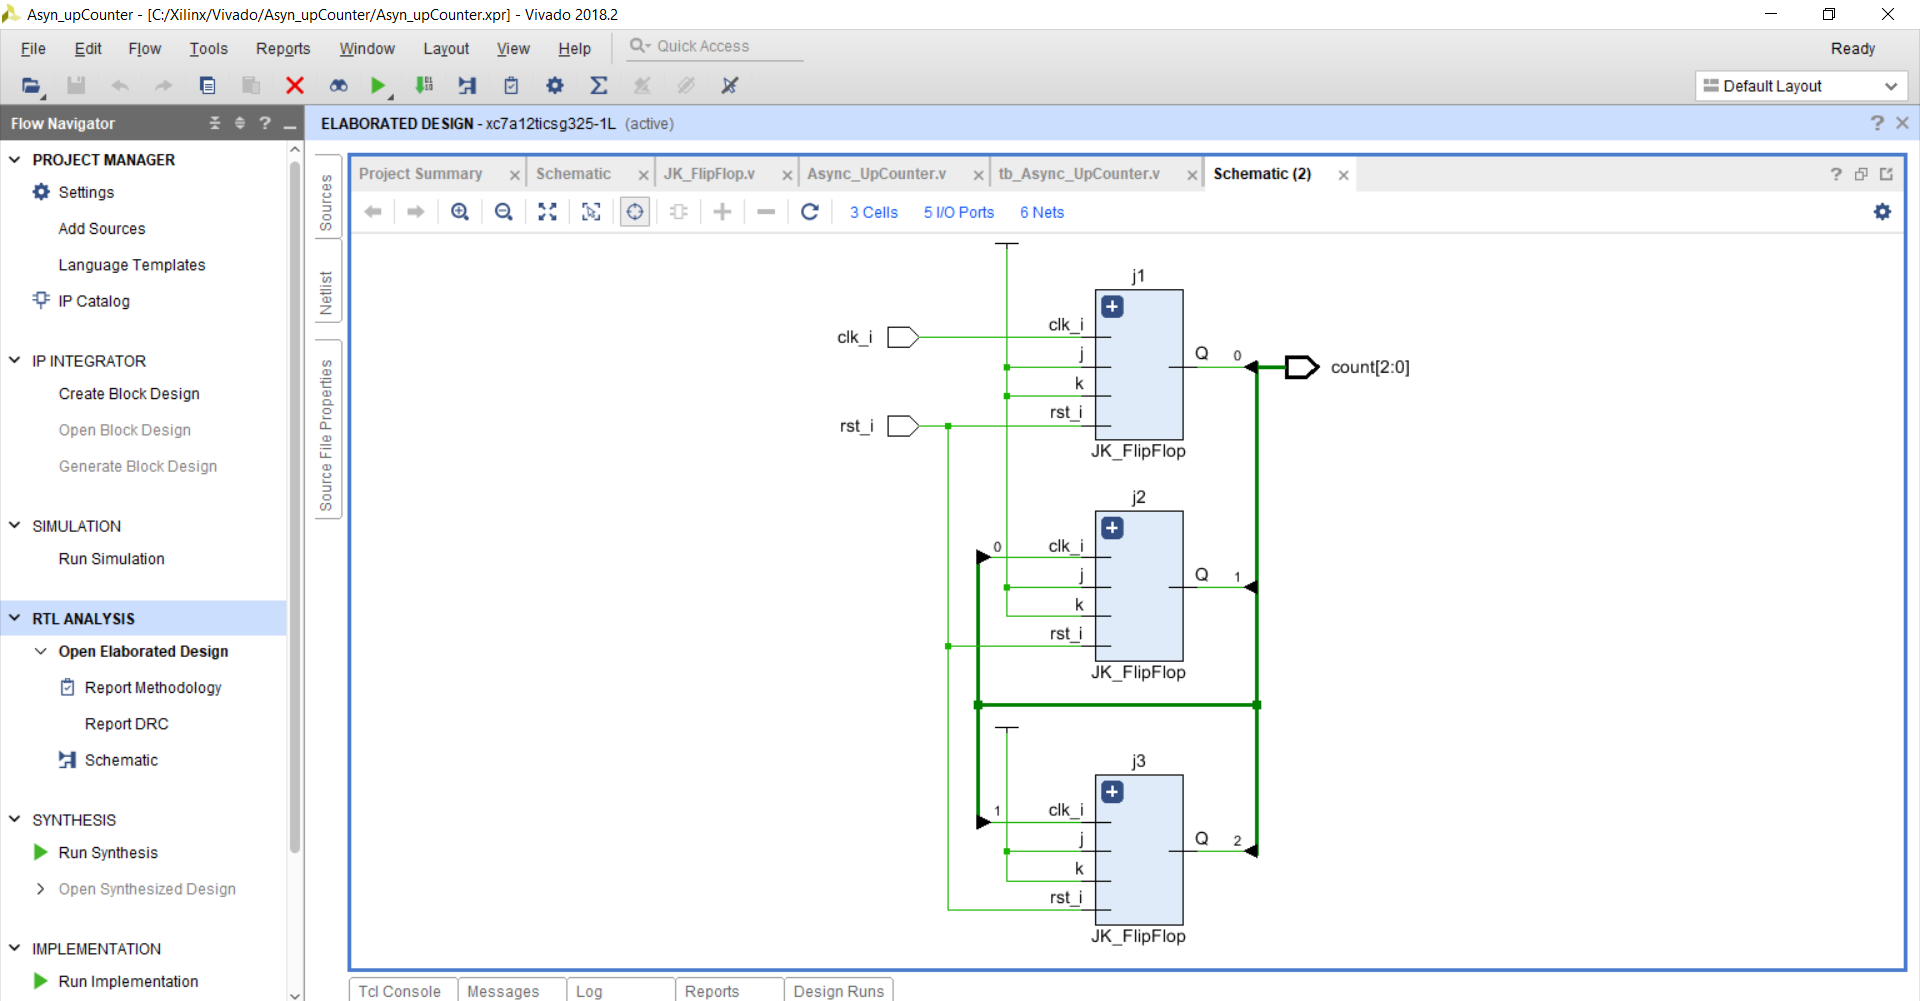 Asyn_upCounter - [C:/Xilinx/Vivado/Asyn_upCounter/Asyn_upCounter.xpr] - Vivado 2018.2
File Edit Flow Tools Reports Window Layout View Help Quick Access Ready
Default Layout
Flow Navigator
ELABORATED DESIGN - xc7a12ticsg325-1L (active)
PROJECT MANAGER
Settings
Add Sources
Language Templates
IP Catalog
IP INTEGRATOR
Create Block Design
Open Block Design
Generate Block Design
SIMULATION
Run Simulation
RTL ANALYSIS
Open Elaborated Design
Report Methodology
Report DRC
Schematic
SYNTHESIS
Run Synthesis
Open Synthesized Design
IMPLEMENTATION
Run Implementation
Sources
Netlist
Source File Properties
Project Summary Schematic JK_FlipFlop.v Async_UpCounter.v tb_Async_UpCounter.v Schematic (2)
3 Cells 5 I/O Ports 6 Nets
j1
clk_i clk_i
j Q 0 count[2:0]
k
rst_i rst_i
JK_FlipFlop
j2
0 clk_i
j Q 1
k
rst_i
JK_FlipFlop
j3
1 clk_i
j Q 2
k
rst_i
JK_FlipFlop
Tcl Console Messages Log Reports Design Runs